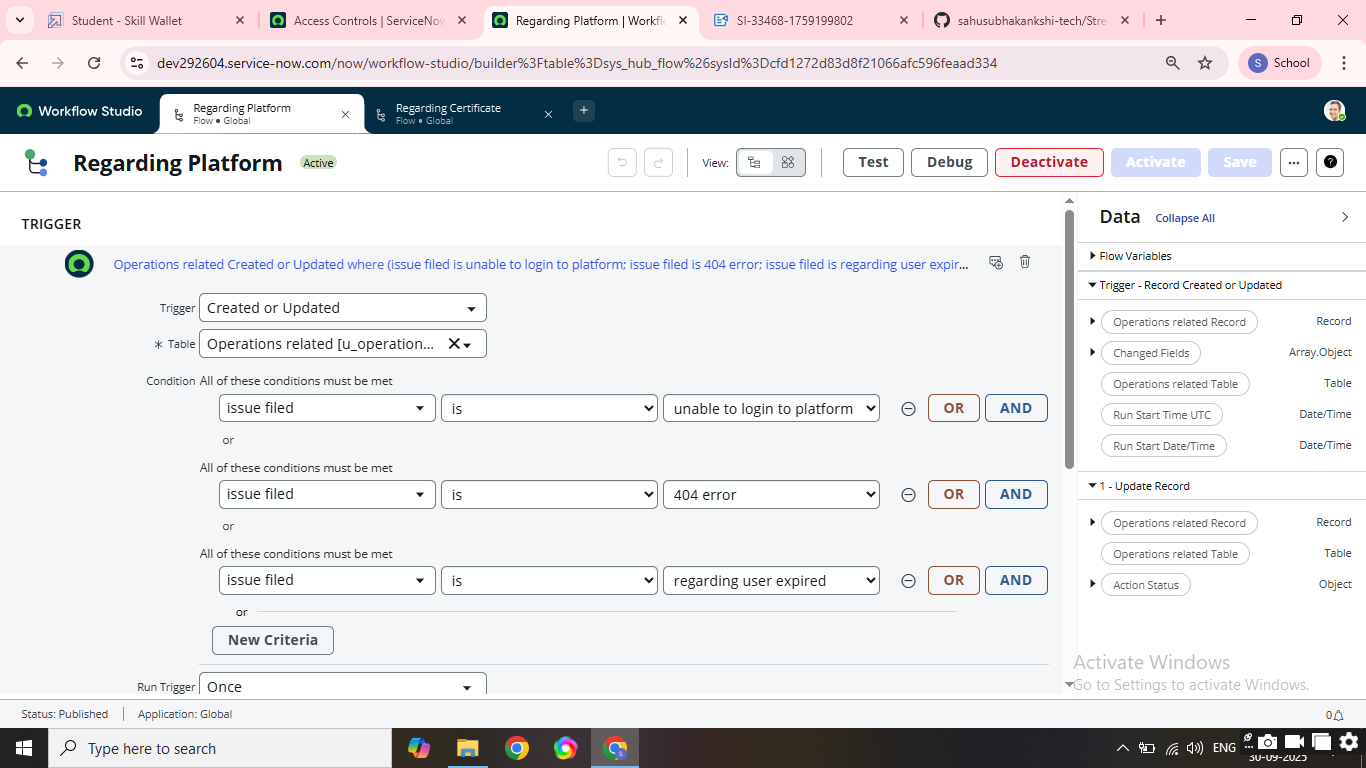 Student - Skill Wallet
Access Controls | ServiceNow
Regarding Platform | Workfl
SI-33468-1759199802
sahusubhakankshi-tech/Stre
dev292604.service-now.com/now/workflow-studio/builder%3Ftable%3Dsys_hub_flow%26sysId%3Dcfd1272d83d8f21066afc596feaad334
S School
Workflow Studio
Regarding Platform
Flow • Global
Regarding Certificate
Flow • Global
Regarding Platform Active
View:
Test Debug Deactivate Activate Save
TRIGGER
Operations related Created or Updated where (issue filed is unable to login to platform; issue filed is 404 error; issue filed is regarding user expir...
Trigger Created or Updated
Table Operations related [u_operation...
Condition All of these conditions must be met
issue filed is unable to login to platform OR AND
or
All of these conditions must be met
issue filed is 404 error OR AND
or
All of these conditions must be met
issue filed is regarding user expired OR AND
or
New Criteria
Run Trigger Once
Data Collapse All
Flow Variables
Trigger - Record Created or Updated
Operations related Record Record
Changed Fields Array.Object
Operations related Table Table
Run Start Time UTC Date/Time
Run Start Date/Time Date/Time
1 - Update Record
Operations related Record Record
Operations related Table Table
Action Status Object
Activate Windows
Go to Settings to activate Windows.
Status: Published Application: Global
0
Type here to search
ENG
30-09-2025